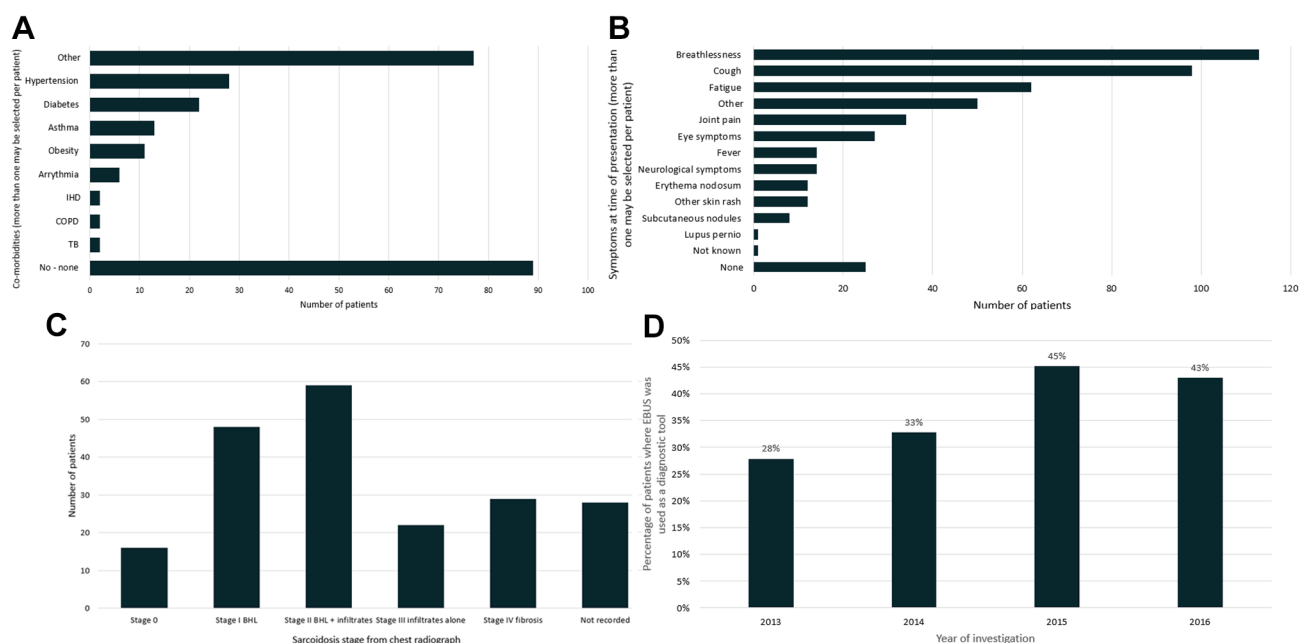 A
Co-morbidities (more than one may be selected per patient)
Other
Hypertension
Diabetes
Asthma
Obesity
Arrythmia
IHD
COPD
TB
No - none
0 10 20 30 40 50 60 70 80 90 100
Number of patients
B
Symptoms at time of presentation (more than
one may be selected per patient)
Breathlessness
Cough
Fatigue
Other
Joint pain
Eye symptoms
Fever
Neurological symptoms
Erythema nodosum
Other skin rash
Subcutaneous nodules
Lupus pernio
Not known
None
0 20 40 60 80 100 120
Number of patients
C
Number of patients
70
60
50
40
30
20
10
0
Stage 0 Stage I BHL Stage II BHL + infiltrates Stage III infiltrates alone Stage IV fibrosis Not recorded
Sarcoidosis stage from chest radiograph
D
Percentage of patients where EBUS was
used as a diagnostic tool
50%
45%
40%
35%
30%
25%
20%
15%
10%
5%
0%
28% 33% 45% 43%
2013 2014 2015 2016
Year of investigation